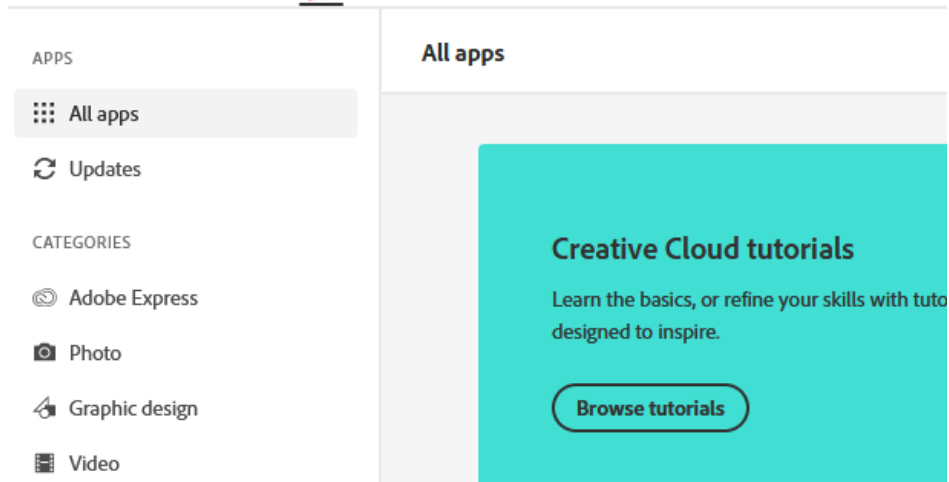 APPS
All apps
Updates
CATEGORIES
Adobe Express
Photo
Graphic design
Video
All apps
Creative Cloud tutorials
Learn the basics, or refine your skills with tuto
designed to inspire.
Browse tutorials